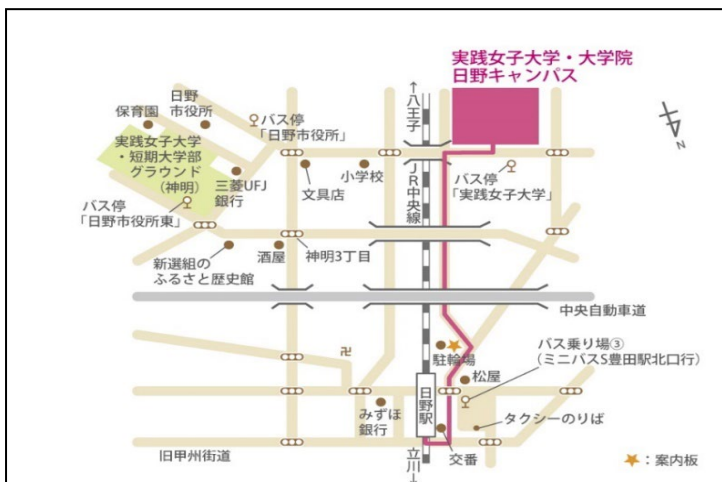 実践女子大学・大学院
日野キャンパス
↑八王子
JR中央線
N
日野
市役所
保育園
バス停
「日野市役所」
実践女子大学
・短期大学部
グラウンド
(神明)
三菱UFJ
銀行
文具店
小学校
バス停
「実践女子大学」
バス停
「日野市役所東」
新選組の
ふるさと歴史館
酒屋
神明3丁目
中央自動車道
駐輪場
バス乗り場③
(ミニバスS豊田駅北口行)
卍
松屋
日野駅
みずほ
銀行
タクシーのりば
交番
旧甲州街道
立川↓
★:案内板